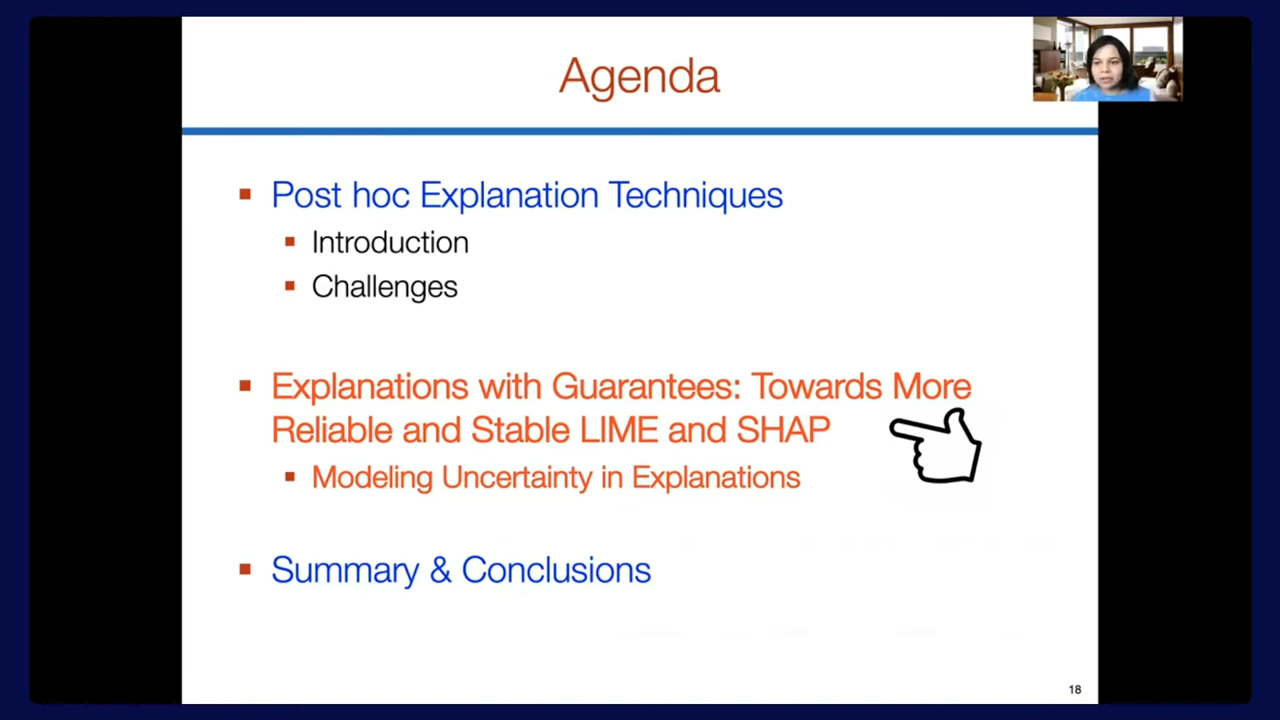 Agenda
Post hoc Explanation Techniques
Introduction
Challenges
Explanations with Guarantees: Towards More
Reliable and Stable LIME and SHAP
Modeling Uncertainty in Explanations
Summary & Conclusions
18